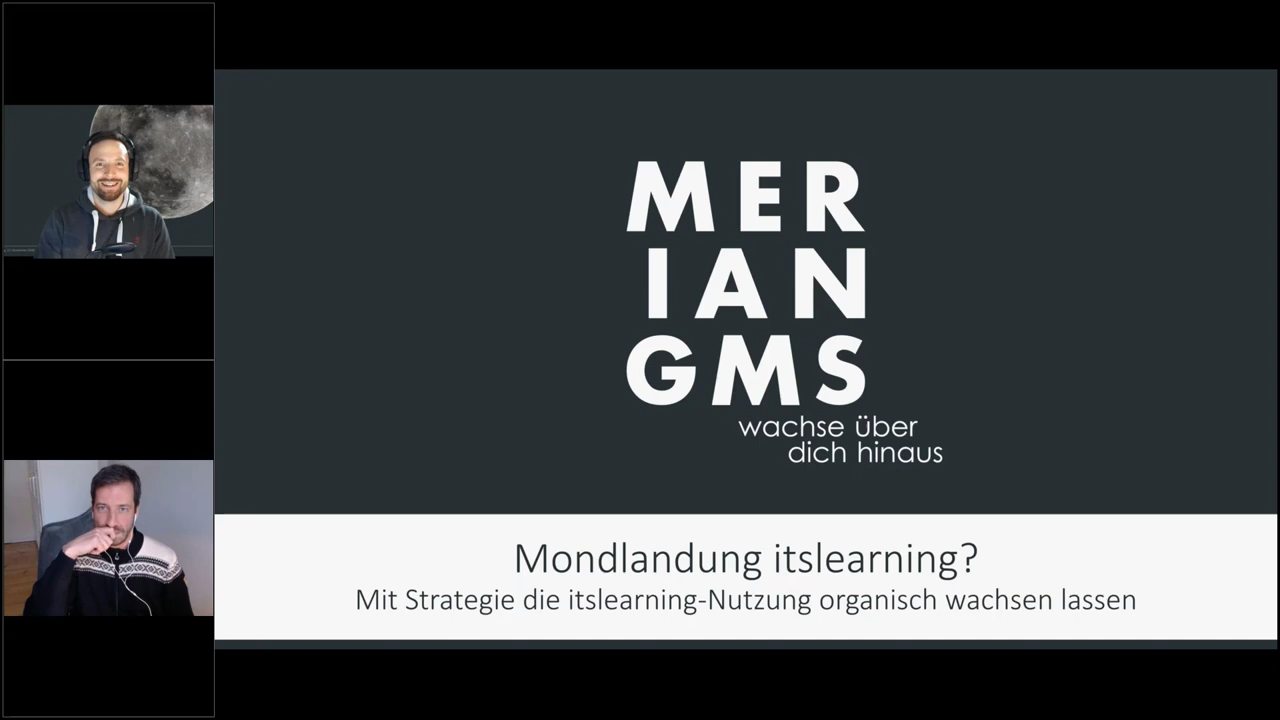 MER
IAN
GMS
wachse über
dich hinaus
Mondlandung itslearning?
Mit Strategie die itslearning-Nutzung organisch wachsen lassen